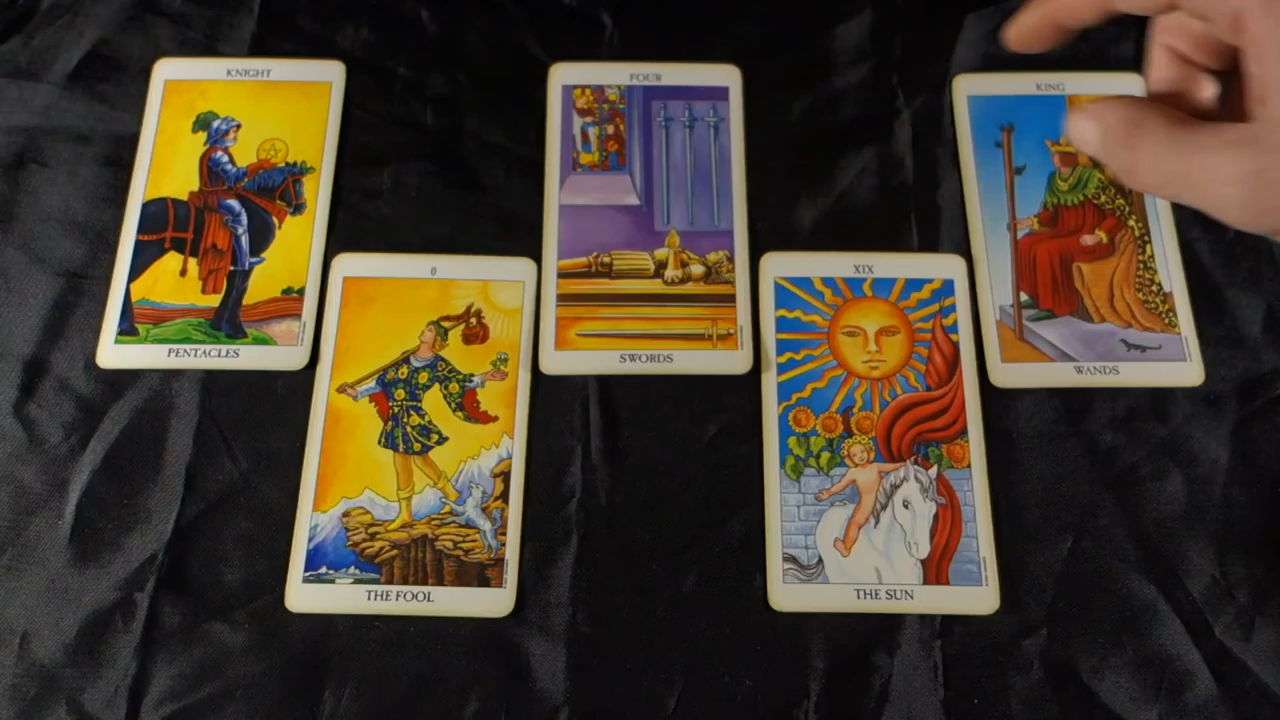 KNIGHT
PENTACLES
0
THE FOOL
FOUR
SWORDS
XIX
THE SUN
KING
WANDS